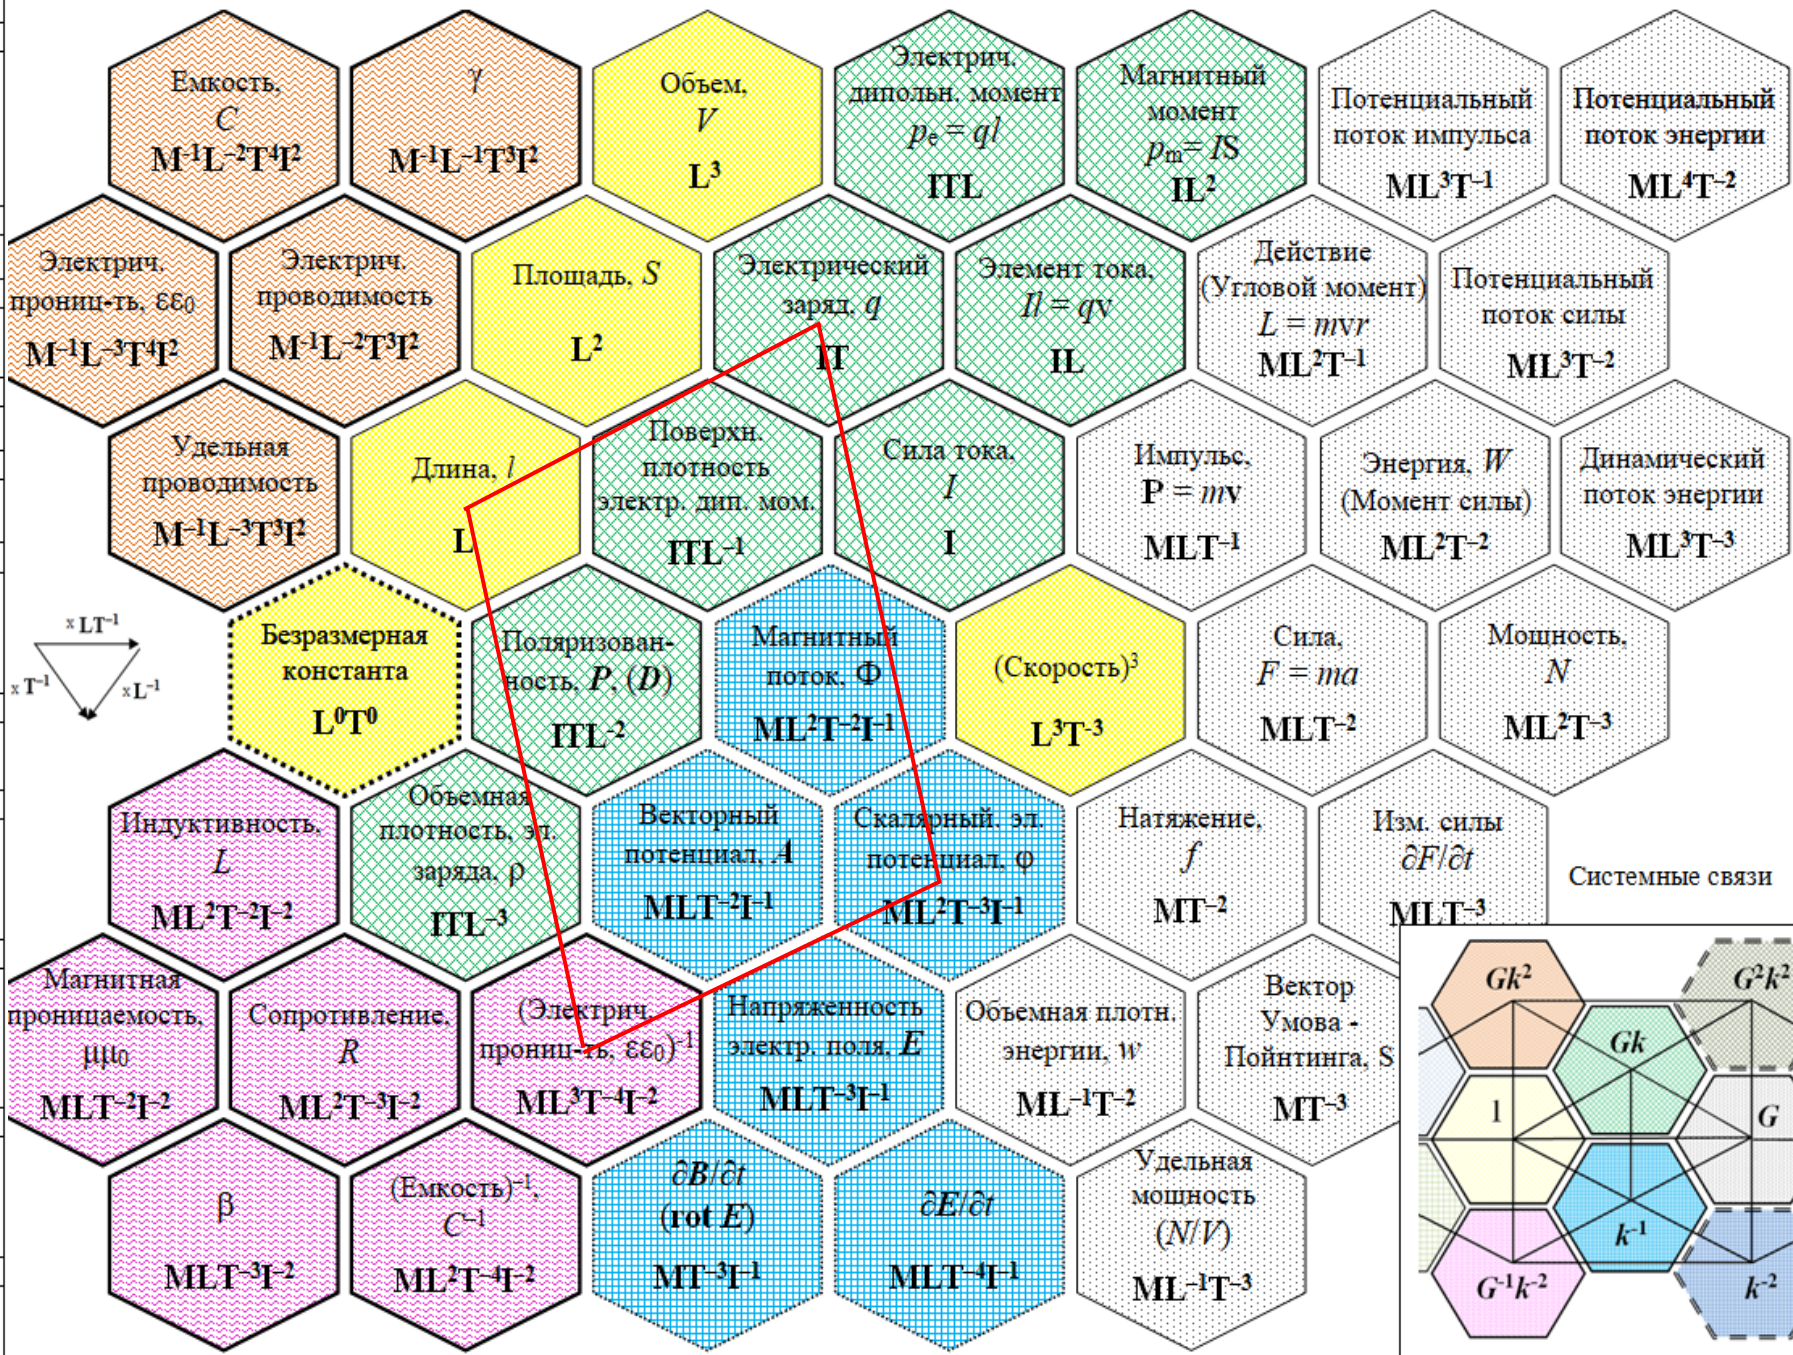 Емкость,
C
M⁻¹L⁻²T⁴I²
γ
M⁻¹L⁻¹T³I²
Объем,
V
L³
Электрич.
дипольн. момент
pₑ = ql
ITL
Магнитный
момент
pₘ= IS
IL²
Потенциальный
поток импульса
ML³T⁻¹
Потенциальный
поток энергии
ML⁴T⁻²
Электрич.
прониц-ть, εε₀
M⁻¹L⁻³T⁴I²
Электрич.
проводимость
M⁻¹L⁻²T³I²
Площадь, S
L²
Электрический
заряд, q
IT
Элемент тока,
Il = qv
IL
Действие
(Угловой момент)
L = mvr
ML²T⁻¹
Потенциальный
поток силы
ML³T⁻²
Удельная
проводимость
M⁻¹L⁻³T³I²
Длина, l
L
Поверхн.
плотность
электр. дип. мом.
ITL⁻¹
Сила тока,
I
I
Импульс,
P = mv
MLT⁻¹
Энергия, W
(Момент силы)
ML²T⁻²
Динамический
поток энергии
ML³T⁻³
x LT⁻¹
x T⁻¹
x L⁻¹
Безразмерная
константа
L⁰T⁰
Поляризован-
ность, P, (D)
ITL⁻²
Магнитный
поток, Φ
ML²T⁻²I⁻¹
(Скорость)³
L³T⁻³
Сила,
F = ma
MLT⁻²
Мощность,
N
ML²T⁻³
Индуктивность,
L
ML²T⁻²I⁻²
Объемная
плотность, эл.
заряда, ρ
ITL⁻³
Векторный
потенциал, A
MLT⁻²I⁻¹
Скалярный. эл.
потенциал, φ
ML²T⁻³I⁻¹
Натяжение,
f
MT⁻²
Изм. силы
∂F/∂t
MLT⁻³
Системные связи
Магнитная
проницаемость,
μμ₀
MLT⁻²I⁻²
Сопротивление,
R
ML²T⁻³I⁻²
(Электрич.
прониц-ть, εε₀)⁻¹
ML³T⁻⁴I⁻²
Напряженность
электр. поля, E
MLT⁻³I⁻¹
Объемная плотн.
энергии, w
ML⁻¹T⁻²
Вектор
Умова -
Пойнтинга, S
MT⁻³
β
MLT⁻³I⁻²
(Емкость)⁻¹,
C⁻¹
ML²T⁻⁴I⁻²
∂B/∂t
(rot E)
MT⁻³I⁻¹
∂E/∂t
MLT⁻⁴I⁻¹
Удельная
мощность
(N/V)
ML⁻¹T⁻³
Gk²
G²k²
Gk
1
G
k⁻¹
G⁻¹k⁻²
k⁻²